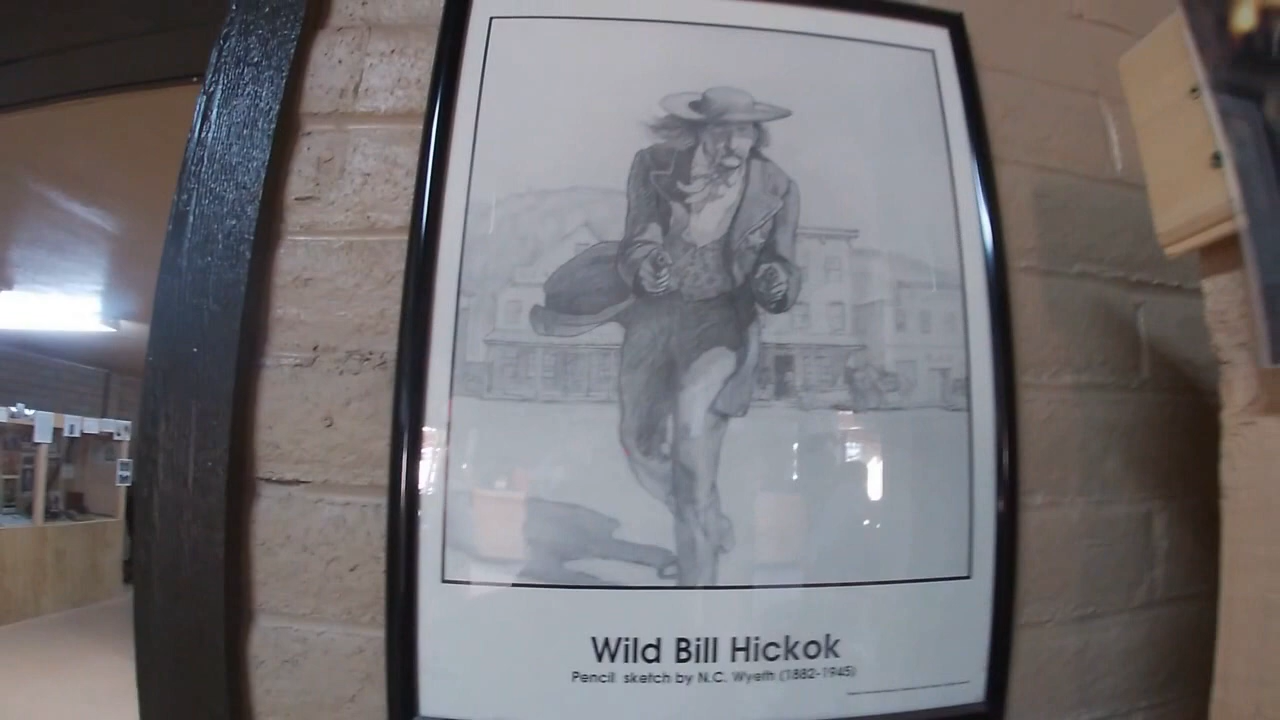 Wild Bill Hickok
Pencil sketch by N.C. Wyeth (1882-1945)